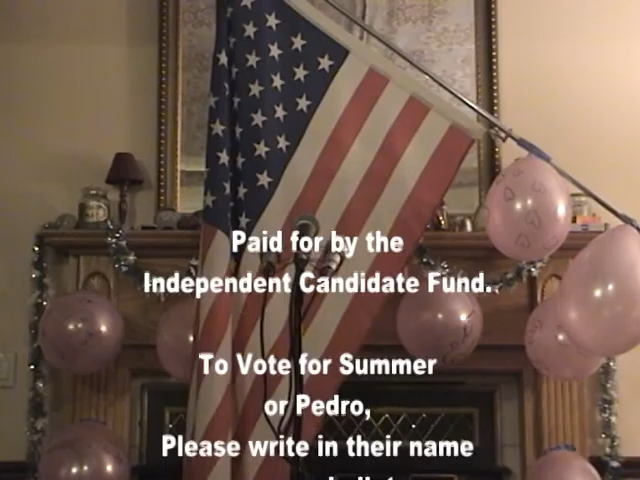 Paid for by the
Independent Candidate Fund.
To Vote for Summer
or Pedro,
Please write in their name